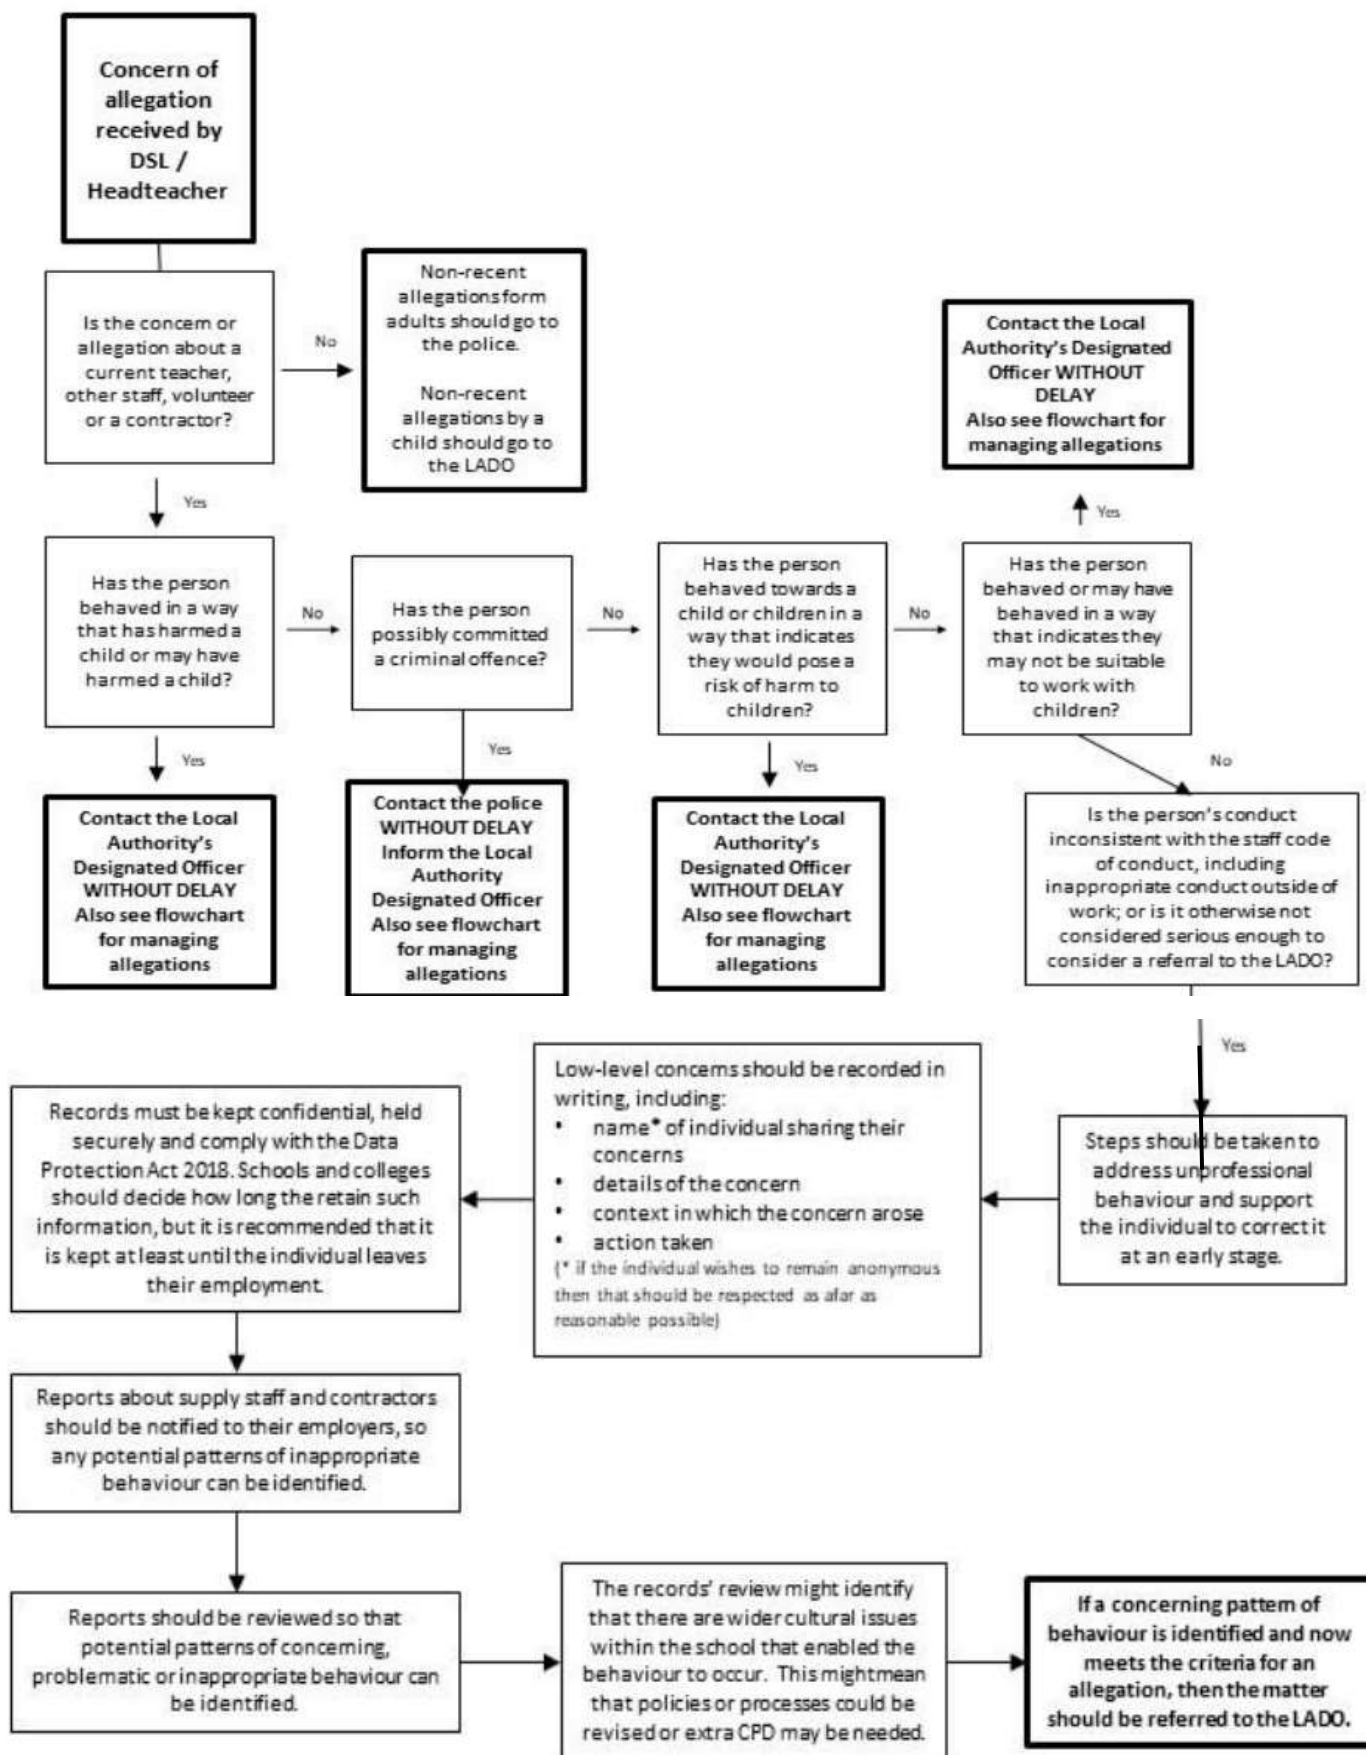 Concern of
allegation
received by
DSL /
Headteacher
Is the concern or
allegation about a
current teacher,
other staff, volunteer
or a contractor?
No
Non-recent
allegations form
adults should go to
the police.
Non-recent
allegations by a
child should go to
the LADO
Contact the Local
Authority's Designated
Officer WITHOUT
DELAY
Also see flowchart for
managing allegations
Yes
Yes
Has the person
behaved in a way
that has harmed a
child or may have
harmed a child?
No
Has the person
possibly committed
a criminal offence?
No
Has the person
behaved towards a
child or children in a
way that indicates
they would pose a
risk of harm to
children?
No
Has the person
behaved or may have
behaved in a way
that indicates they
may not be suitable
to work with
children?
Yes
Yes
Yes
No
Contact the Local
Authority's
Designated Officer
WITHOUT DELAY
Also see flowchart
for managing
allegations
Contact the police
WITHOUT DELAY
Inform the Local
Authority
Designated Officer
Also see flowchart
for managing
allegations
Contact the Local
Authority's
Designated Officer
WITHOUT DELAY
Also see flowchart
for managing
allegations
Is the person's conduct
inconsistent with the staff code
of conduct, including
inappropriate conduct outside of
work; or is it otherwise not
considered serious enough to
consider a referral to the LADO?
Yes
Steps should be taken to
address unprofessional
behaviour and support
the individual to correct it
at an early stage.
Low-level concerns should be recorded in
writing, including:
• name* of individual sharing their
concerns
• details of the concern
• context in which the concern arose
• action taken
(* if the individual wishes to remain anonymous
then that should be respected as afar as
reasonable possible)
Records must be kept confidential, held
securely and comply with the Data
Protection Act 2018. Schools and colleges
should decide how long the retain such
information, but it is recommended that it
is kept at least until the individual leaves
their employment.
Reports about supply staff and contractors
should be notified to their employers, so
any potential patterns of inappropriate
behaviour can be identified.
Reports should be reviewed so that
potential patterns of concerning,
problematic or inappropriate behaviour can
be identified.
The records' review might identify
that there are wider cultural issues
within the school that enabled the
behaviour to occur. This might mean
that policies or processes could be
revised or extra CPD may be needed.
If a concerning pattern of
behaviour is identified and now
meets the criteria for an
allegation, then the matter
should be referred to the LADO.